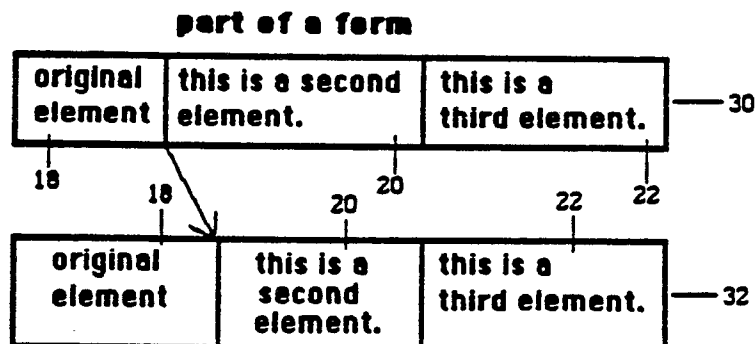 part of a form
original this is a second this is a
element element. third element. 30
18 18 20 20 22 22
original this is a this is a
element second third element. 32
element.